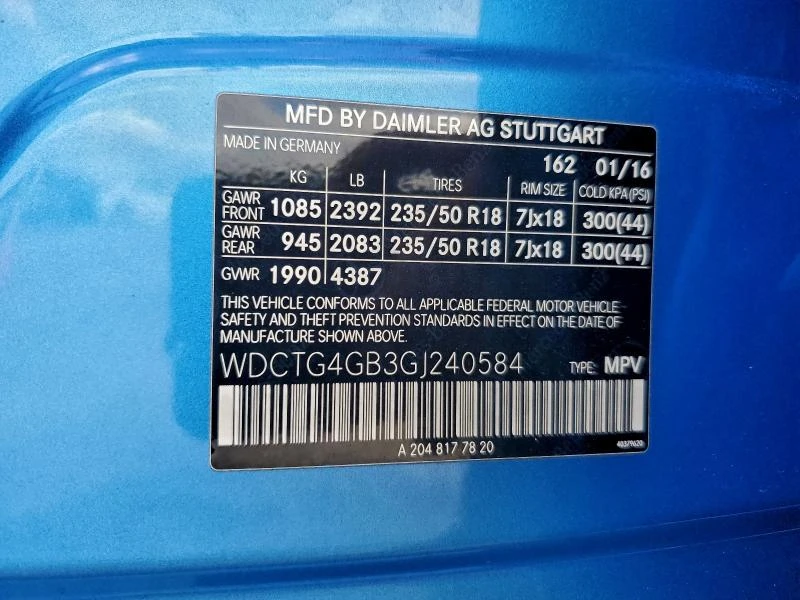 MFD BY DAIMLER AG STUTTGART
MADE IN GERMANY 162 01/16
KG LB TIRES RIM SIZE COLD KPA (PSI)
GAWR FRONT 1085 2392 235/50 R18 7Jx18 300(44)
GAWR REAR 945 2083 235/50 R18 7Jx18 300(44)
GVWR 1990 4387
THIS VEHICLE CONFORMS TO ALL APPLICABLE FEDERAL MOTOR VEHICLE
SAFETY AND THEFT PREVENTION STANDARDS IN EFFECT ON THE DATE OF
MANUFACTURE SHOWN ABOVE.
WDCTG4GB3GJ240584 TYPE: MPV
A 204 817 78 20 40379620